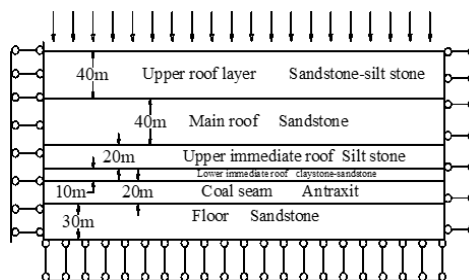 40m Upper roof layer Sandstone-silt stone
40m Main roof Sandstone
20m Upper immediate roof Silt stone
Lower immediate roof claystone-sandstone
10m 20m Coal seam Antraxit
30m Floor Sandstone